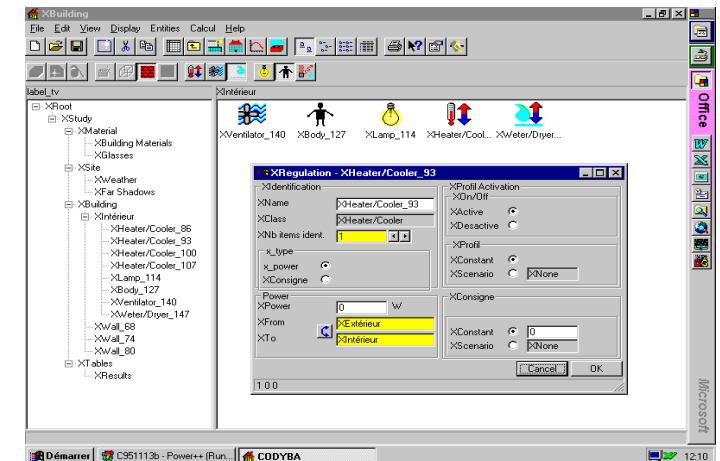 XBuilding
File Edit View Display Entities Calcul Help
label_tv
XIntérieur
XRoot
XStudy
XMaterial
XBuilding Materials
XGlasses
XSite
XWeather
XFar Shadows
XBuilding
XIntérieur
XHeater/Cooler_86
XHeater/Cooler_93
XHeater/Cooler_100
XHeater/Cooler_107
XLamp_114
XBody_127
XVentilator_140
XWeter/Dryer_147
XWall_68
XWall_74
XWall_80
XTables
XResults
XVentilator_140 XBody_127 XLamp_114 XHeater/Cool... XWeter/Dryer...
XRegulation - XHeater/Cooler_93
XIdentification
XName XHeater/Cooler_93
XClass XHeater/Cooler
XNb items ident. 1
x_type
x_power
XConsigne
Power
XPower 0 W
XFrom XExtérieur
XTo XIntérieur
XProfil Activation
XOn/Off
XActive
XDesactive
XProfil
XConstant
XScenario XNone
XConsigne
XConstant 0
XScenario XNone
Cancel OK
1 0 0
Office
Microsoft
Démarrer C951113b - Power++ (Run... CODYBA 12:10